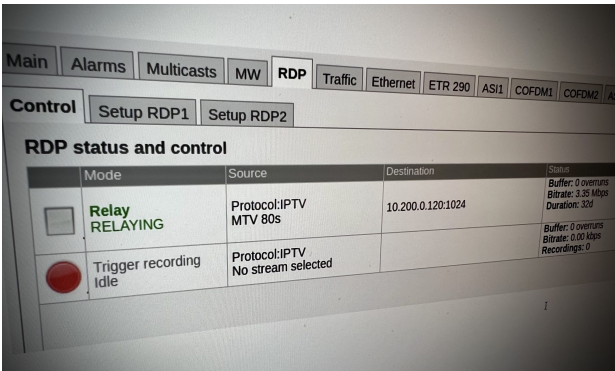 Main Alarms Multicasts MW RDP Traffic Ethernet ETR 290 ASI1 COFDM1 COFDM2
Control Setup RDP1 Setup RDP2
RDP status and control
Mode Source Destination Status
Relay
RELAYING
Protocol:IPTV
MTV 80s
10.200.0.120:1024
Buffer: 0 overruns
Bitrate: 3.35 Mbps
Duration: 32d
Trigger recording
Idle
Protocol:IPTV
No stream selected
Buffer: 0 overruns
Bitrate: 0.00 kbps
Recordings: 0